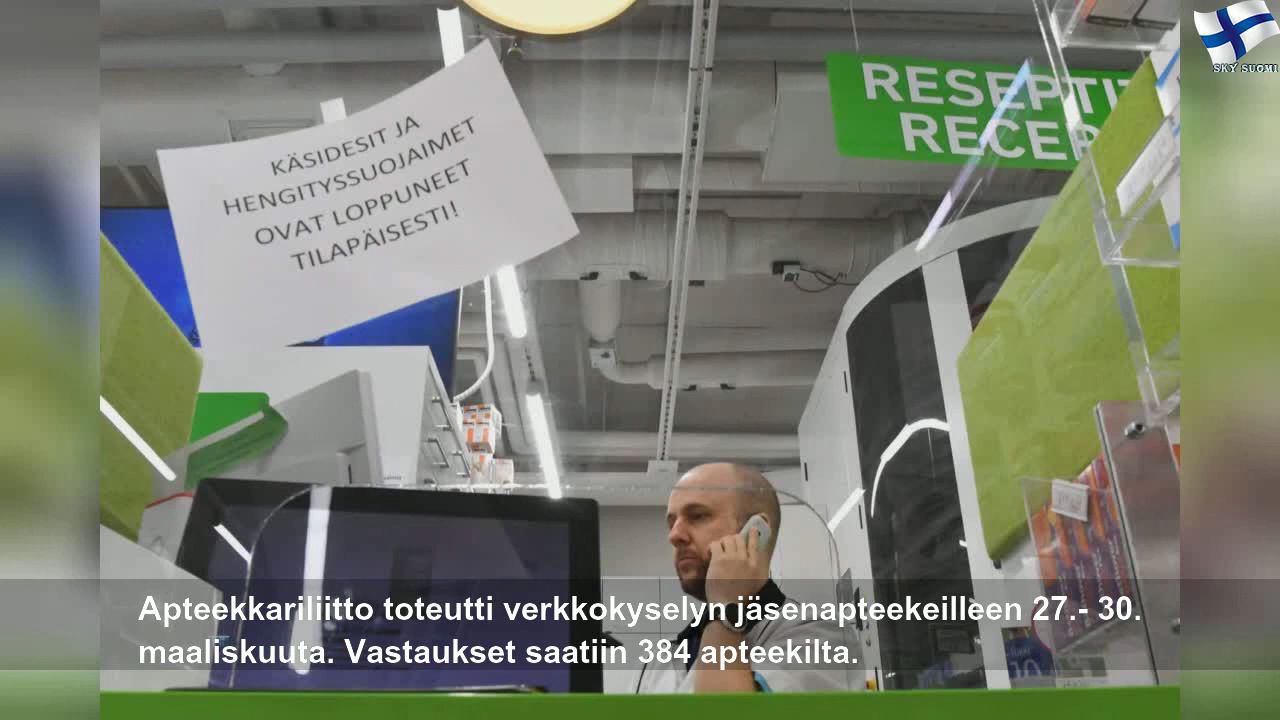 SKY SUOMI
KÄSIDESIT JA
HENGITYSSUOJAIMET
OVAT LOPPUNEET
TILAPÄISESTI!
RESEPTI
RECEP
Apteekkariliitto toteutti verkkokyselyn jäsenapteekeilleen 27.- 30.
maaliskuuta. Vastaukset saatiin 384 apteekilta.